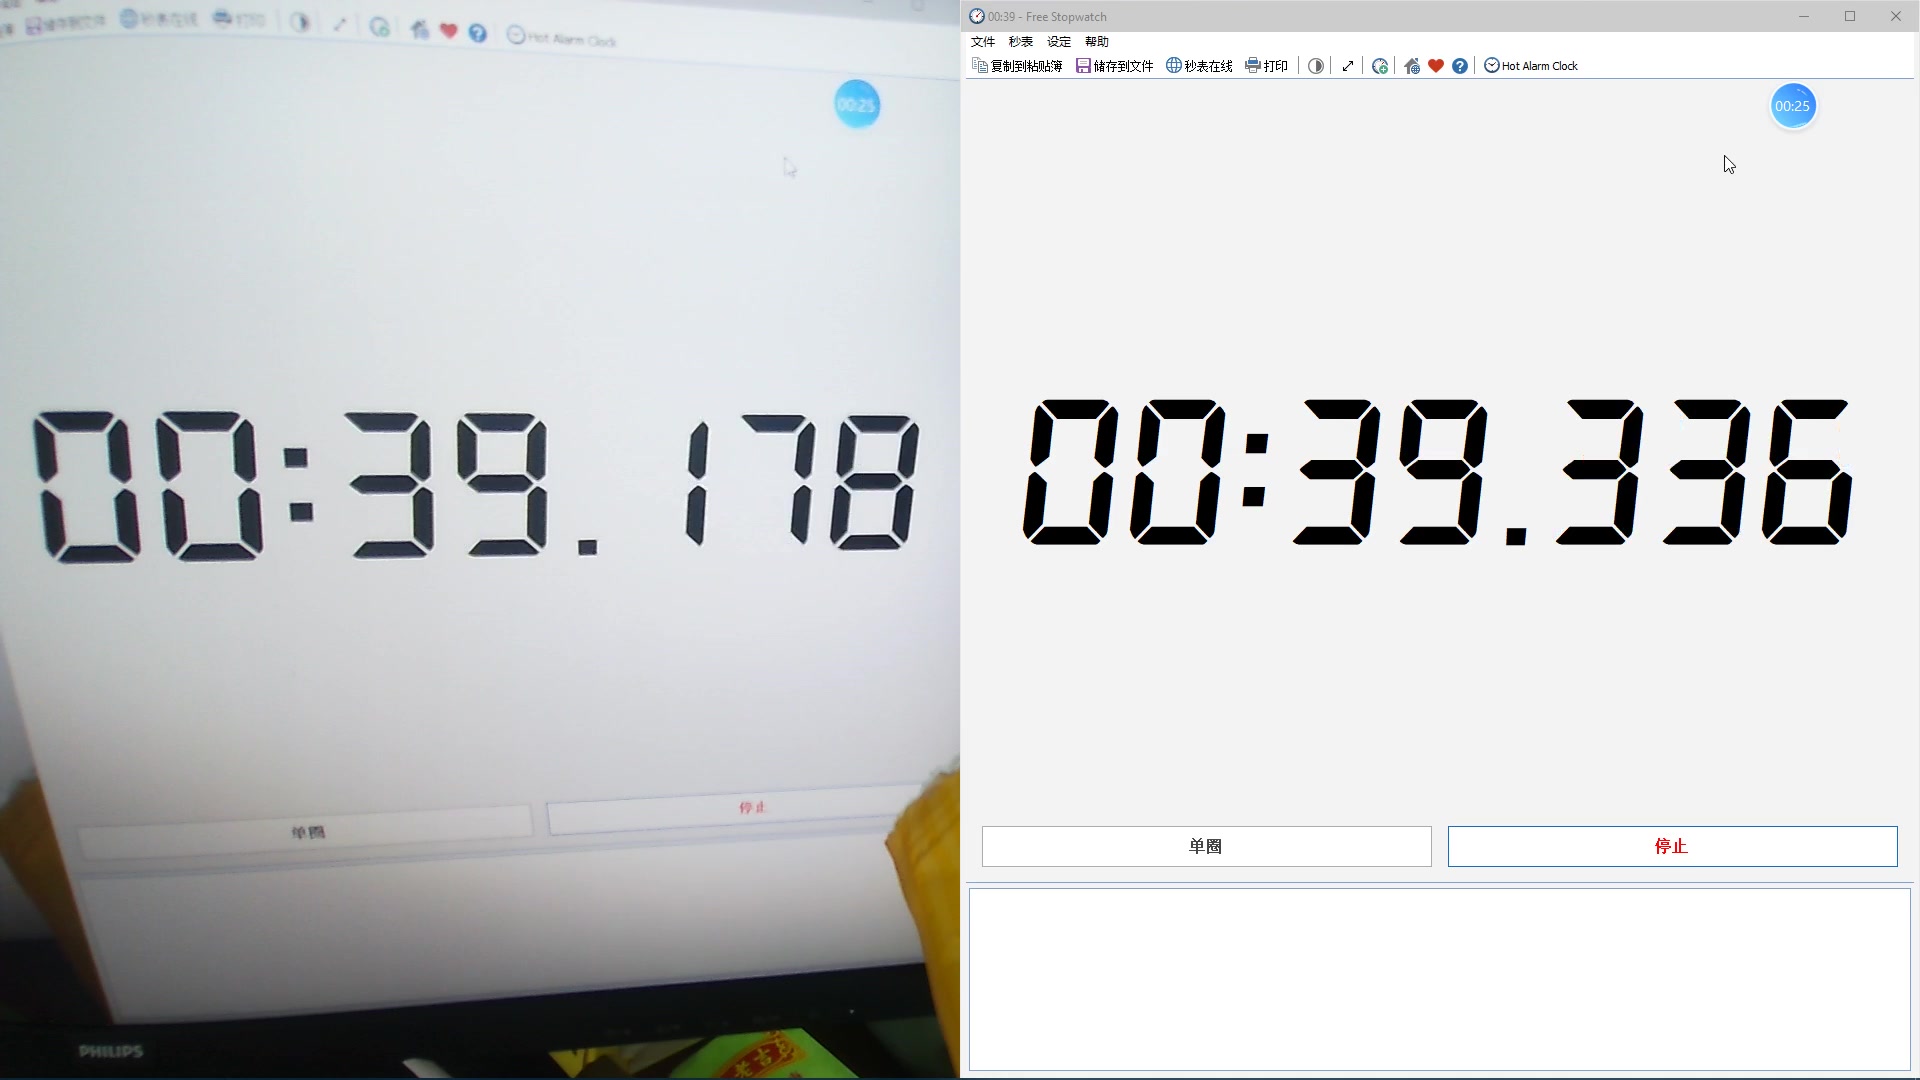 储存到文件 秒表在线 打印 Hot Alarm Clock
00:25
00:39.178
单圈 停止
PHILIPS
老吉
00:39 - Free Stopwatch
文件 秒表 设定 帮助
复制到粘贴簿 储存到文件 秒表在线 打印 Hot Alarm Clock
00:25
00:39.336
单圈 停止